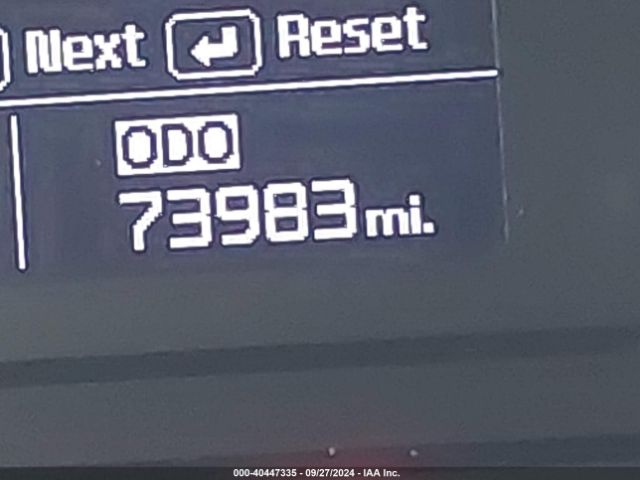 Next Reset
ODO
73983 mi.
000-40447335 - 09/27/2024 - IAA Inc.